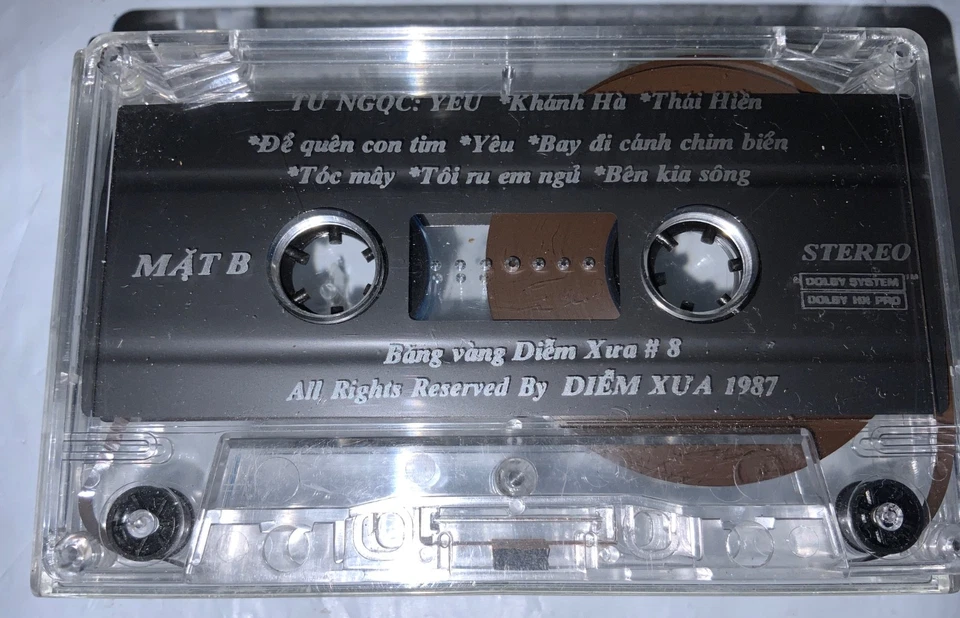 TỨ NGỌC: YÊU *Khánh Hà *Thái Hiền
*Để quên con tim *Yêu *Bay đi cánh chim biển
*Tóc mây *Tôi ru em ngủ *Bên kia sông
MẶT B
STEREO
DOLBY SYSTEM
DOLBY HX PRO
Băng vàng Diễm Xưa # 8
All Rights Reserved By DIỄM XƯA 1987